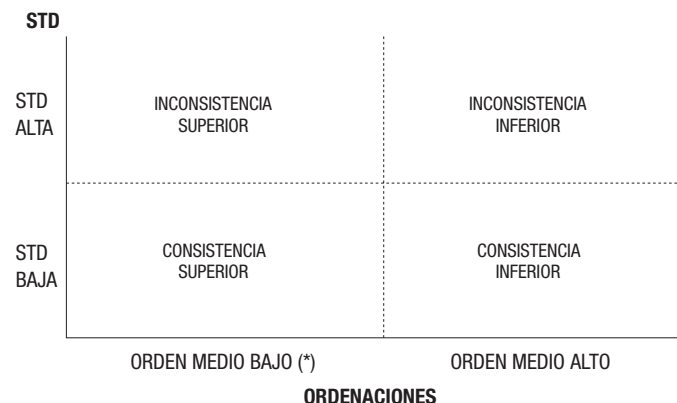 STD
STD
ALTA
INCONSISTENCIA
SUPERIOR
INCONSISTENCIA
INFERIOR
STD
BAJA
CONSISTENCIA
SUPERIOR
CONSISTENCIA
INFERIOR
ORDEN MEDIO BAJO (*)
ORDEN MEDIO ALTO
ORDENACIONES